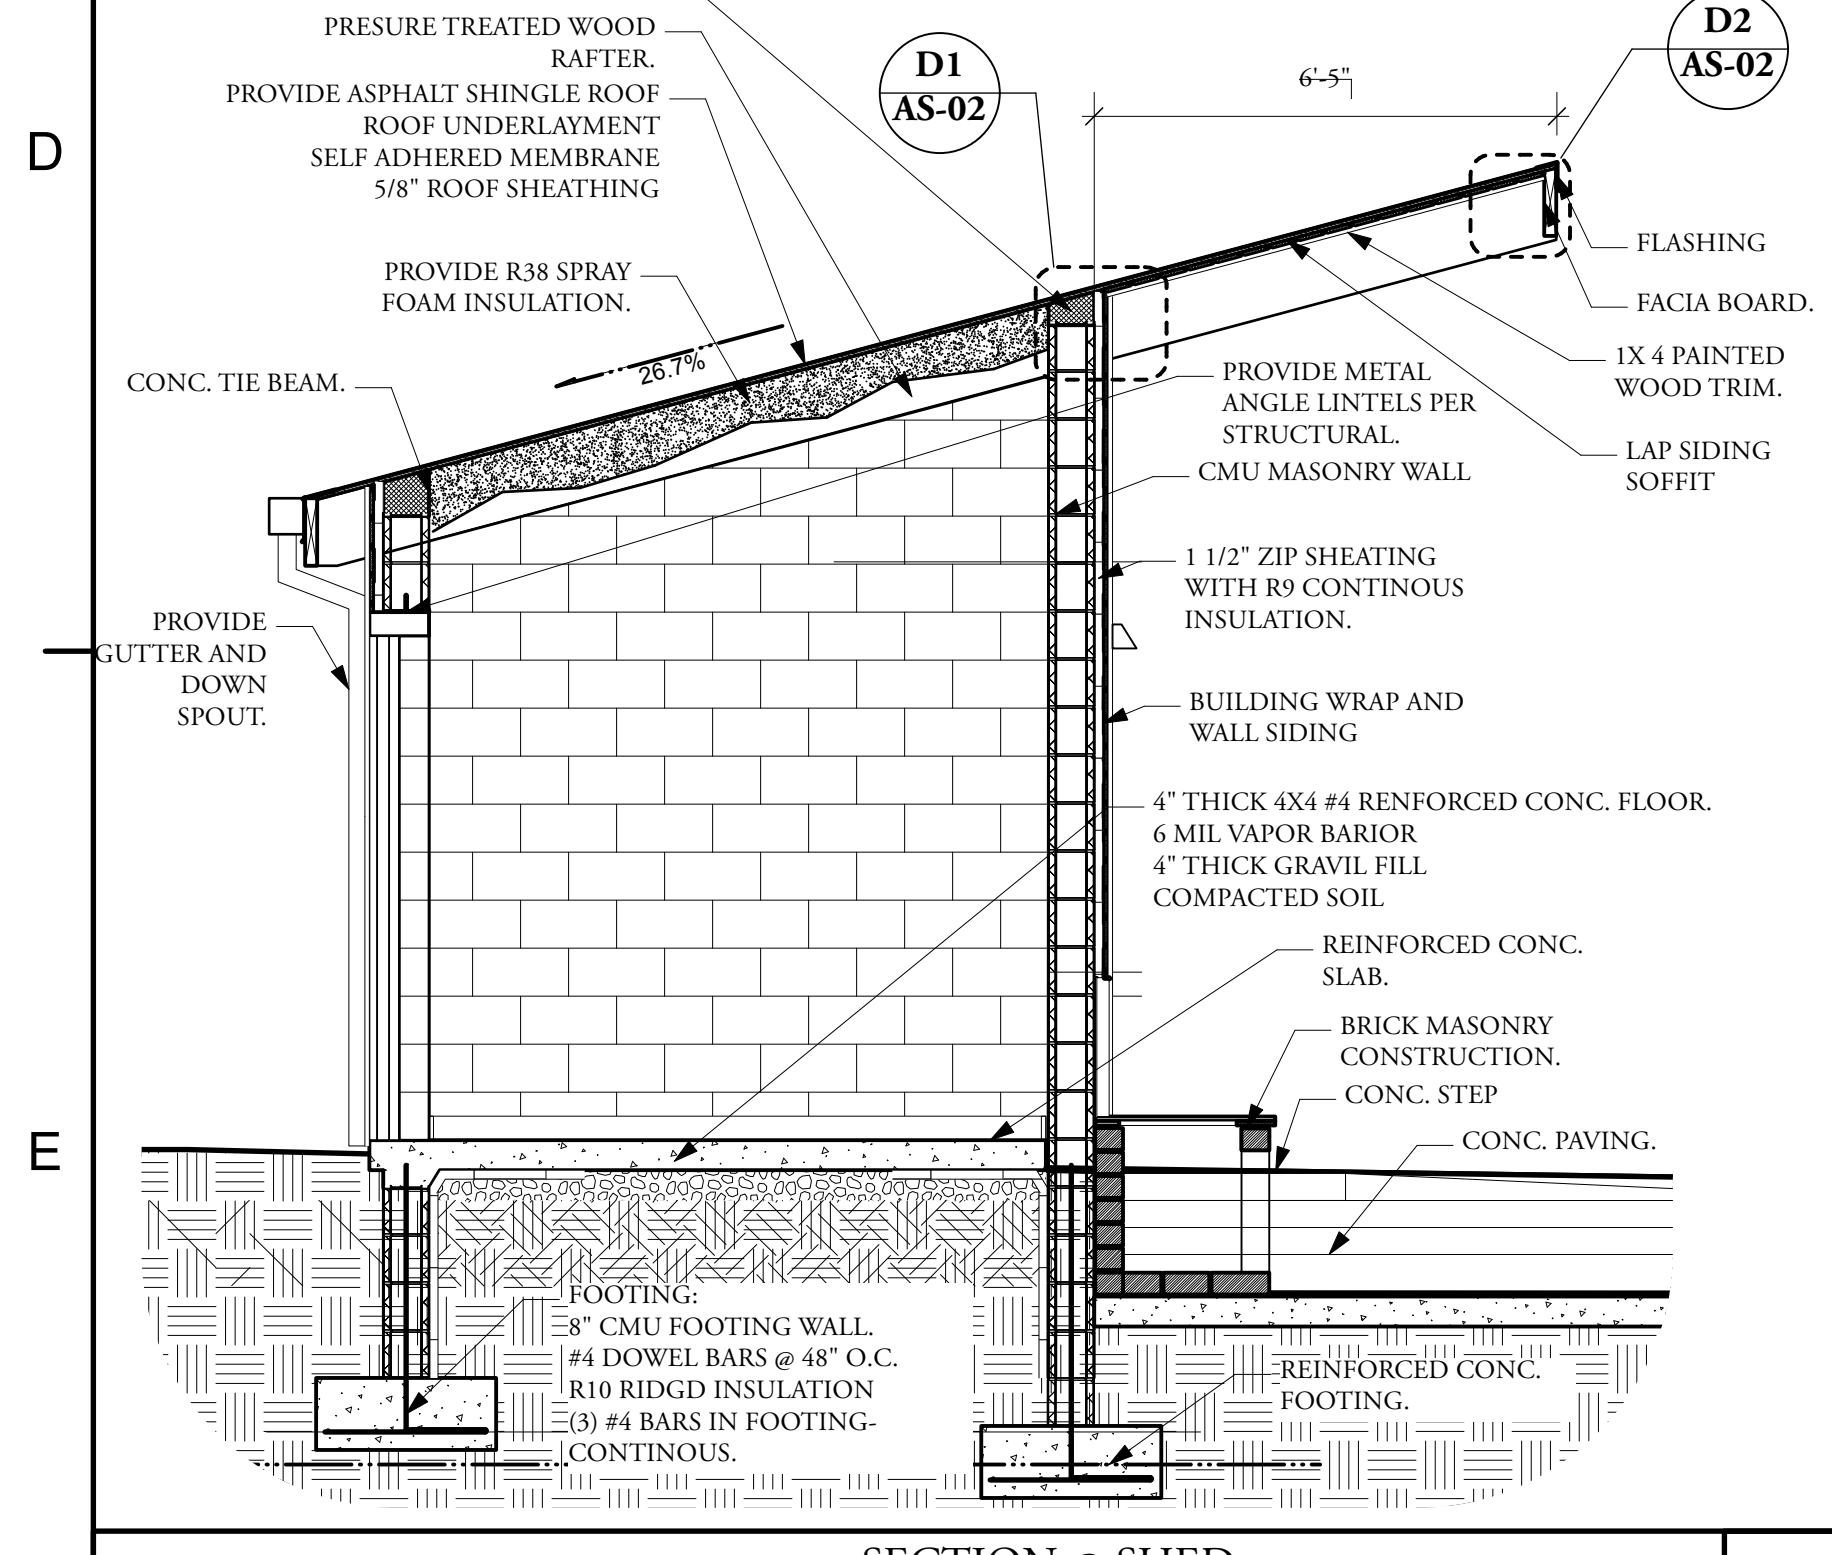 PRESURE TREATED WOOD
RAFTER.
PROVIDE ASPHALT SHINGLE ROOF
ROOF UNDERLAYMENT
SELF ADHERED MEMBRANE
5/8" ROOF SHEATHING
D1
AS-02
6'-5"
D2
AS-02
D
PROVIDE R38 SPRAY
FOAM INSULATION.
26.7%
CONC. TIE BEAM.
FLASHING
FACIA BOARD.
1X 4 PAINTED
WOOD TRIM.
LAP SIDING
SOFFIT
PROVIDE METAL
ANGLE LINTELS PER
STRUCTURAL.
CMU MASONRY WALL
1 1/2" ZIP SHEATING
WITH R9 CONTINOUS
INSULATION.
PROVIDE
GUTTER AND
DOWN
SPOUT.
BUILDING WRAP AND
WALL SIDING
4" THICK 4X4 #4 RENFORCED CONC. FLOOR.
6 MIL VAPOR BARIOR
4" THICK GRAVIL FILL
COMPACTED SOIL
REINFORCED CONC.
SLAB.
BRICK MASONRY
CONSTRUCTION.
CONC. STEP
CONC. PAVING.
E
FOOTING:
8" CMU FOOTING WALL.
#4 DOWEL BARS @ 48" O.C.
R10 RIDGD INSULATION
(3) #4 BARS IN FOOTING-
CONTINOUS.
REINFORCED CONC.
FOOTING.
SECTION @ SHED